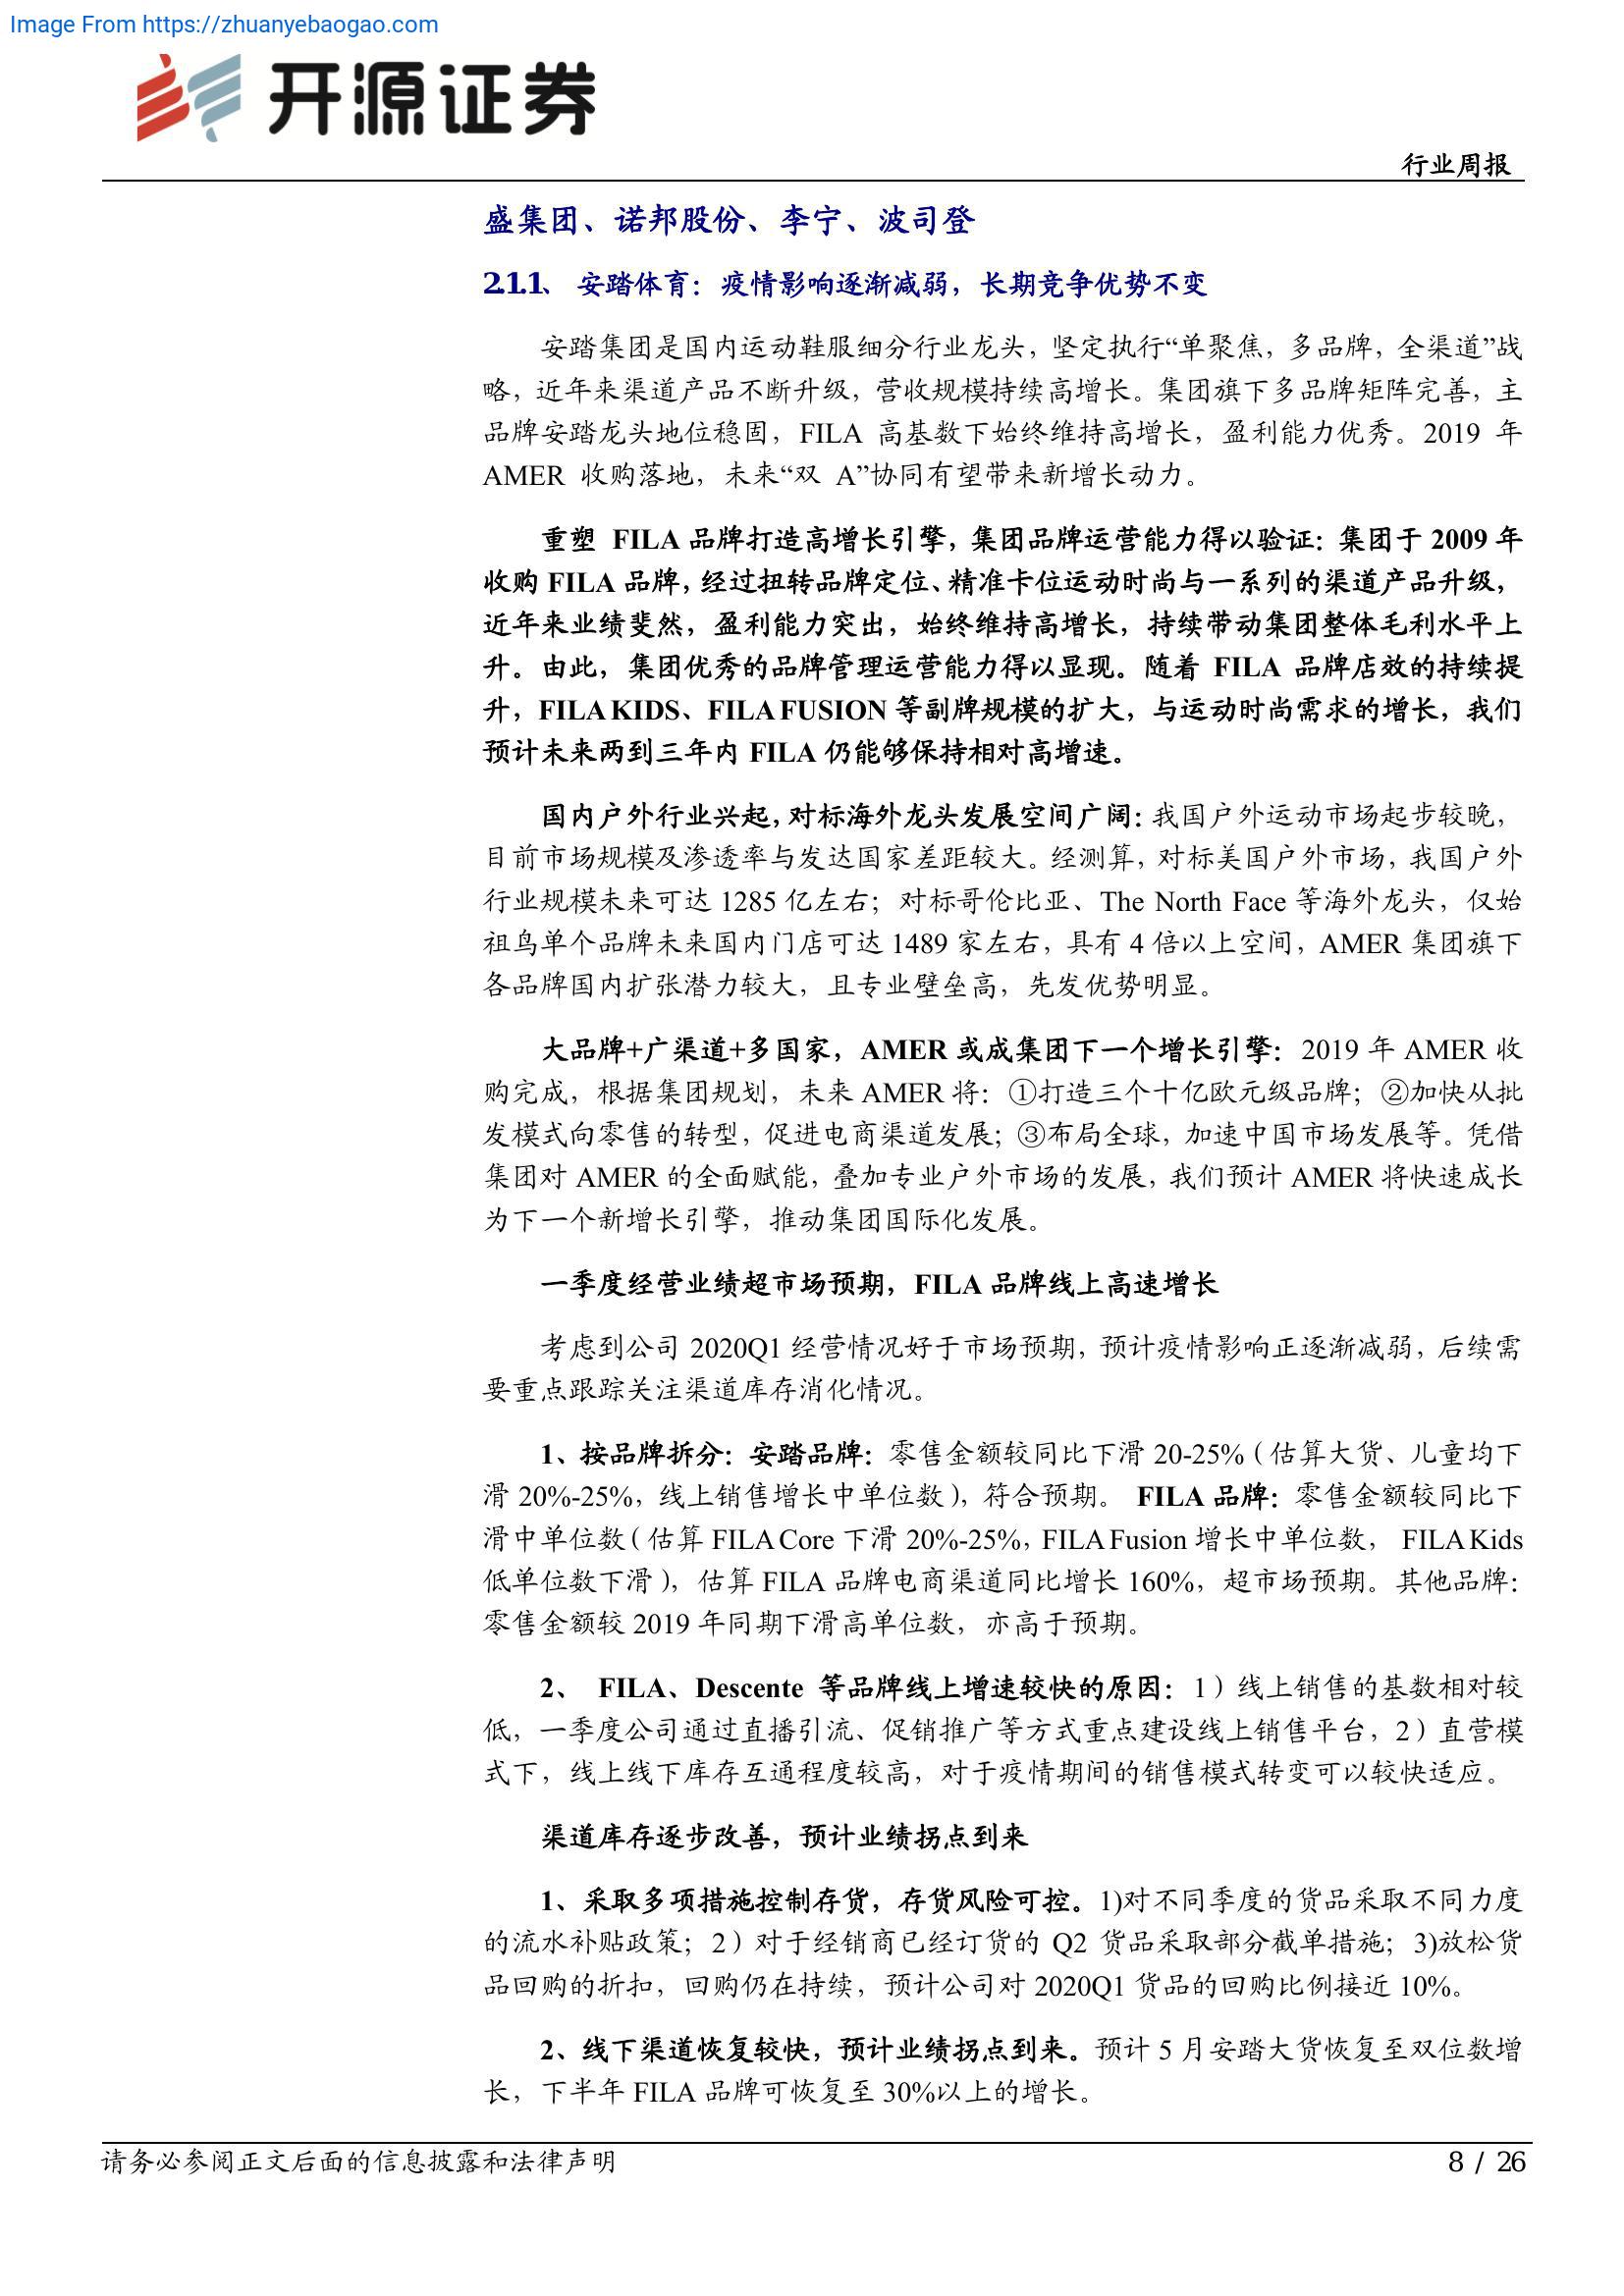 Image From https://zhuanyebaogao.com
开源证券
行业周报
盛集团、诺邦股份、李宁、波司登
2.1.1、 安踏体育：疫情影响逐渐减弱，长期竞争优势不变
安踏集团是国内运动鞋服细分行业龙头，坚定执行“单聚焦，多品牌，全渠道”战
略，近年来渠道产品不断升级，营收规模持续高增长。集团旗下多品牌矩阵完善，主
品牌安踏龙头地位稳固，FILA 高基数下始终维持高增长，盈利能力优秀。2019 年
AMER 收购落地，未来“双 A”协同有望带来新增长动力。
重塑 FILA 品牌打造高增长引擎，集团品牌运营能力得以验证：集团于 2009 年
收购 FILA 品牌，经过扭转品牌定位、精准卡位运动时尚与一系列的渠道产品升级，
近年来业绩斐然，盈利能力突出，始终维持高增长，持续带动集团整体毛利水平上
升。由此，集团优秀的品牌管理运营能力得以显现。随着 FILA 品牌店效的持续提
升，FILA KIDS、FILA FUSION 等副牌规模的扩大，与运动时尚需求的增长，我们
预计未来两到三年内 FILA 仍能够保持相对高增速。
国内户外行业兴起，对标海外龙头发展空间广阔：我国户外运动市场起步较晚，
目前市场规模及渗透率与发达国家差距较大。经测算，对标美国户外市场，我国户外
行业规模未来可达 1285 亿左右；对标哥伦比亚、The North Face 等海外龙头，仅始
祖鸟单个品牌未来国内门店可达 1489 家左右，具有 4 倍以上空间，AMER 集团旗下
各品牌国内扩张潜力较大，且专业壁垒高，先发优势明显。
大品牌+广渠道+多国家，AMER 或成集团下一个增长引擎：2019 年 AMER 收
购完成，根据集团规划，未来 AMER 将：①打造三个十亿欧元级品牌；②加快从批
发模式向零售的转型，促进电商渠道发展；③布局全球，加速中国市场发展等。凭借
集团对 AMER 的全面赋能，叠加专业户外市场的发展，我们预计 AMER 将快速成长
为下一个新增长引擎，推动集团国际化发展。
一季度经营业绩超市场预期，FILA 品牌线上高速增长
考虑到公司 2020Q1 经营情况好于市场预期，预计疫情影响正逐渐减弱，后续需
要重点跟踪关注渠道库存消化情况。
1、按品牌拆分：安踏品牌：零售金额较同比下滑 20-25%（估算大货、儿童均下
滑 20%-25%，线上销售增长中单位数），符合预期。 FILA 品牌：零售金额较同比下
滑中单位数（估算 FILA Core 下滑 20%-25%，FILA Fusion 增长中单位数， FILA Kids
低单位数下滑），估算 FILA 品牌电商渠道同比增长 160%，超市场预期。其他品牌：
零售金额较 2019 年同期下滑高单位数，亦高于预期。
2、 FILA、Descente 等品牌线上增速较快的原因：1）线上销售的基数相对较
低，一季度公司通过直播引流、促销推广等方式重点建设线上销售平台，2）直营模
式下，线上线下库存互通程度较高，对于疫情期间的销售模式转变可以较快适应。
渠道库存逐步改善，预计业绩拐点到来
1、采取多项措施控制存货，存货风险可控。1)对不同季度的货品采取不同力度
的流水补贴政策；2）对于经销商已经订货的 Q2 货品采取部分截单措施；3)放松货
品回购的折扣，回购仍在持续，预计公司对 2020Q1 货品的回购比例接近 10%。
2、线下渠道恢复较快，预计业绩拐点到来。预计 5 月安踏大货恢复至双位数增
长，下半年 FILA 品牌可恢复至 30%以上的增长。
请务必参阅正文后面的信息披露和法律声明
8 / 26